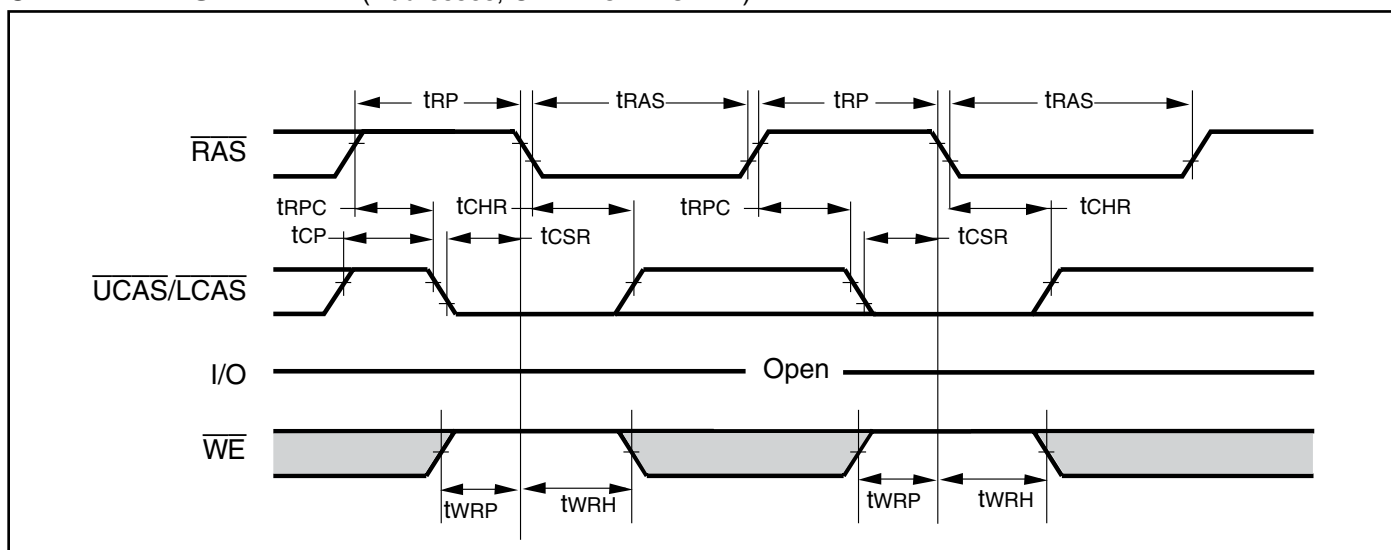 tRP tRAS tRP tRAS
RAS
tRPC tCHR tRPC tCHR
tCP tCSR tCSR
UCAS/LCAS
I/O Open
WE
tWRP tWRH tWRP tWRH